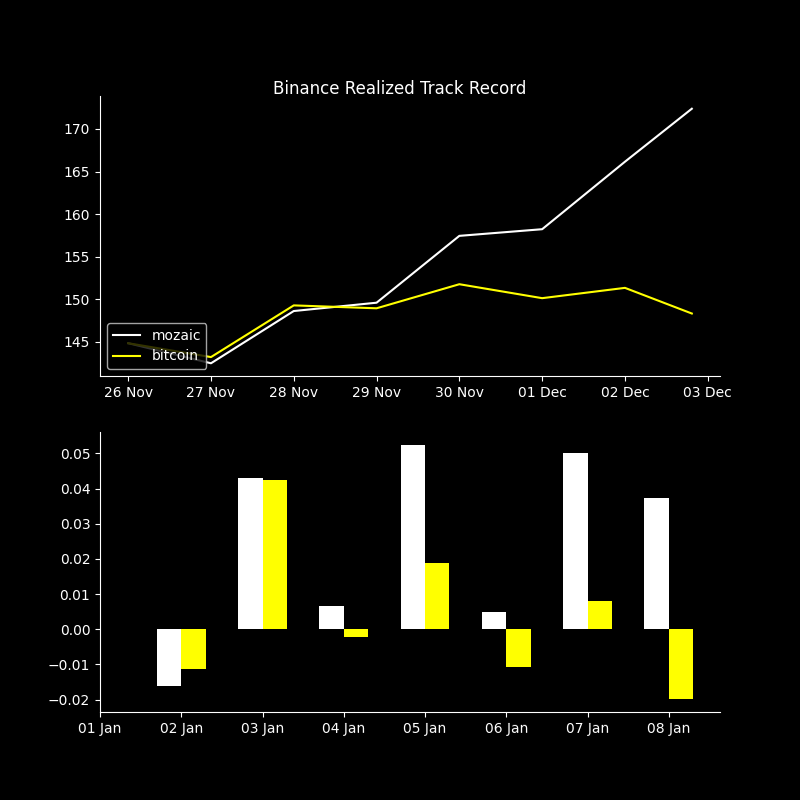 Binance Realized Track Record
170
165
160
155
150
145
mozaic
bitcoin
26 Nov 27 Nov 28 Nov 29 Nov 30 Nov 01 Dec 02 Dec 03 Dec
0.05
0.04
0.03
0.02
0.01
0.00
−0.01
−0.02
01 Jan 02 Jan 03 Jan 04 Jan 05 Jan 06 Jan 07 Jan 08 Jan